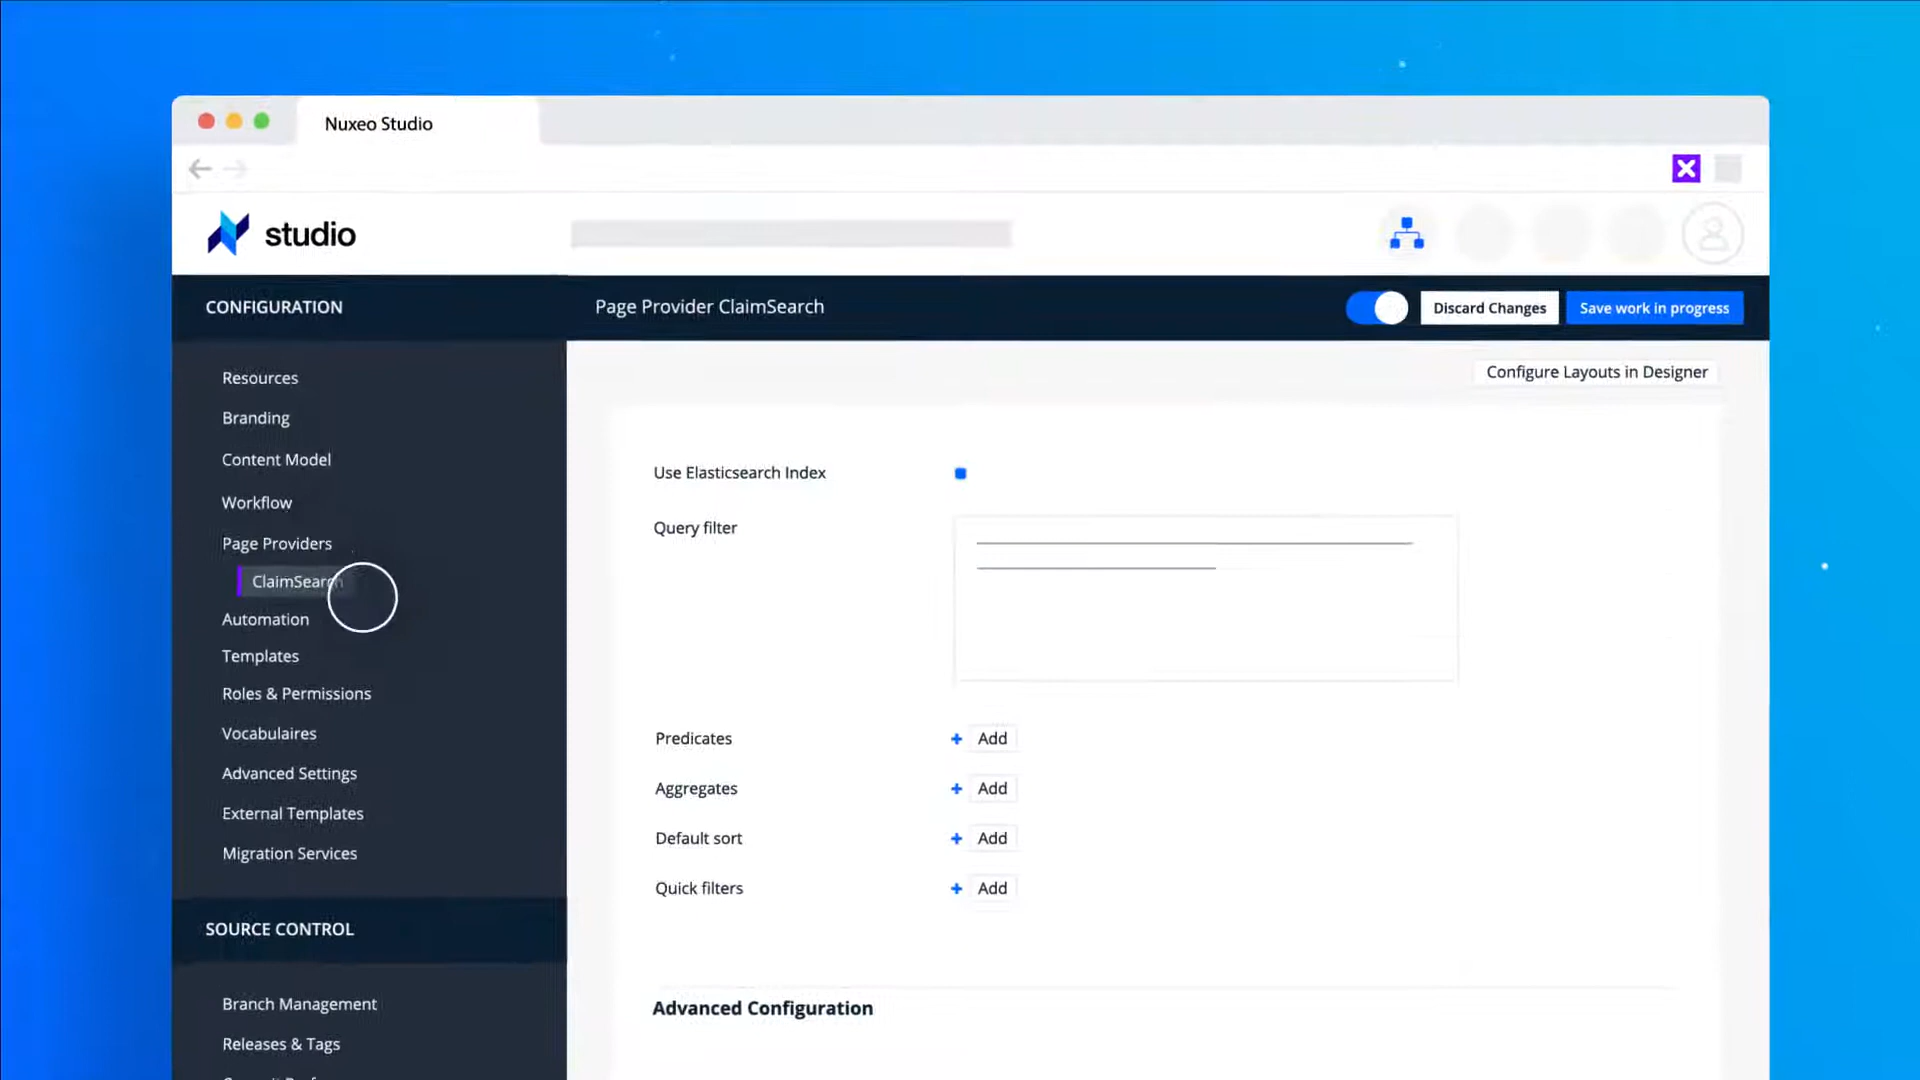 Nuxeo Studio
studio
CONFIGURATION
Page Provider ClaimSearch
Discard Changes
Save work in progress
Configure Layouts in Designer
Resources
Branding
Content Model
Workflow
Page Providers
ClaimSearch
Automation
Templates
Roles & Permissions
Vocabulaires
Advanced Settings
External Templates
Migration Services
SOURCE CONTROL
Branch Management
Releases & Tags
Use Elasticsearch Index
Query filter
Predicates
+ Add
Aggregates
+ Add
Default sort
+ Add
Quick filters
+ Add
Advanced Configuration